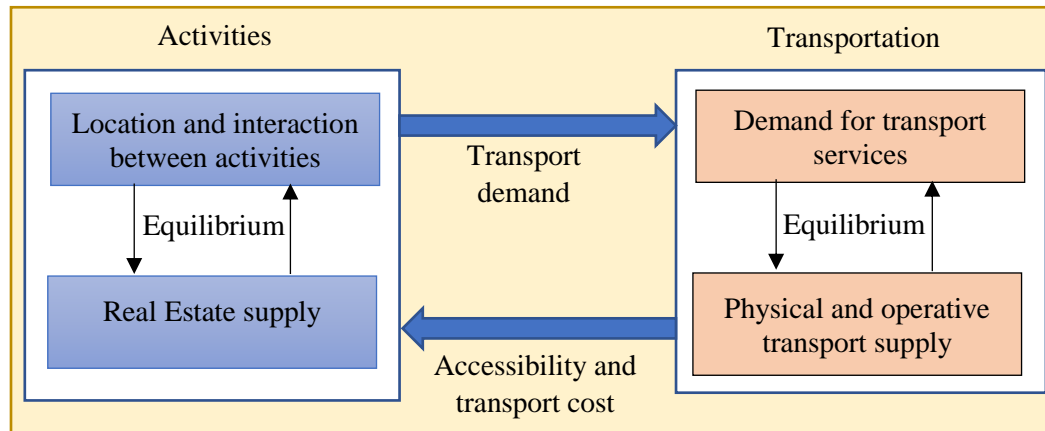 Activities
Transportation
Location and interaction
between activities
Equilibrium
Real Estate supply
Transport
demand
Accessibility and
transport cost
Demand for transport
services
Equilibrium
Physical and operative
transport supply